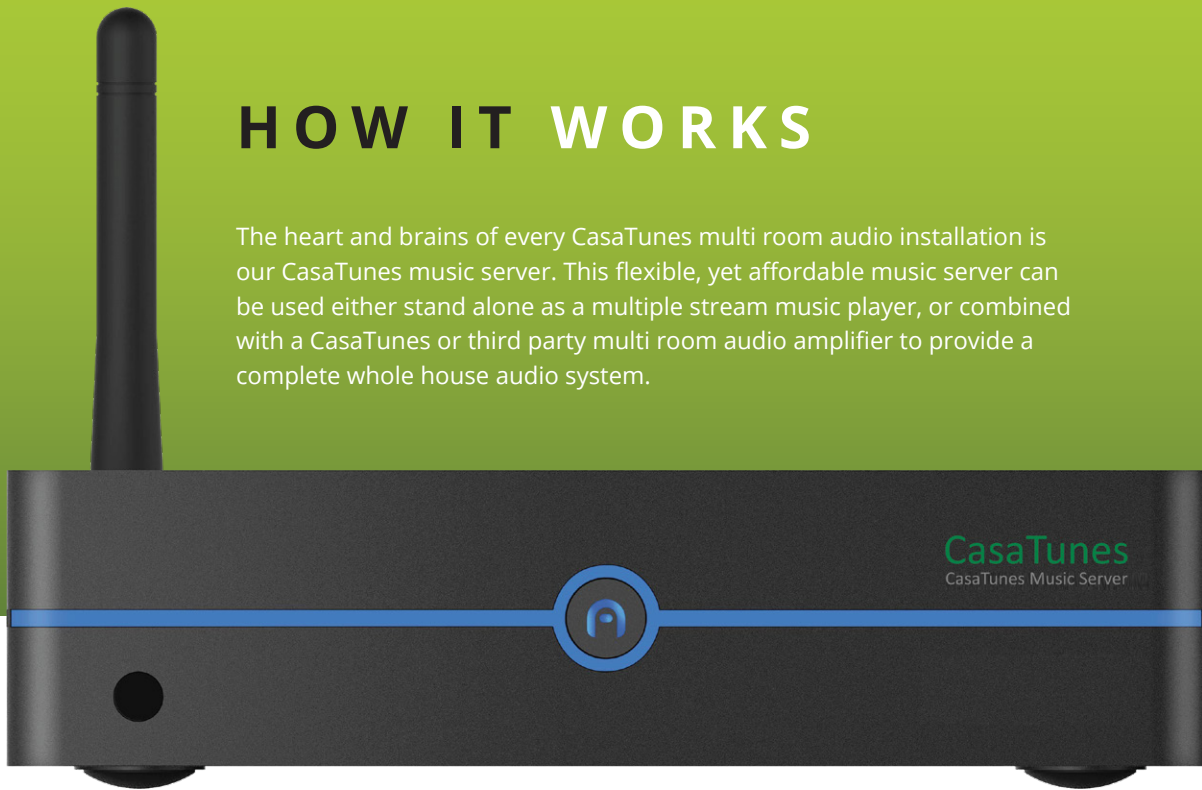 HOW IT WORKS
The heart and brains of every CasaTunes multi room audio installation is
our CasaTunes music server. This flexible, yet affordable music server can
be used either stand alone as a multiple stream music player, or combined
with a CasaTunes or third party multi room audio amplifier to provide a
complete whole house audio system.
CasaTunes
CasaTunes Music Server